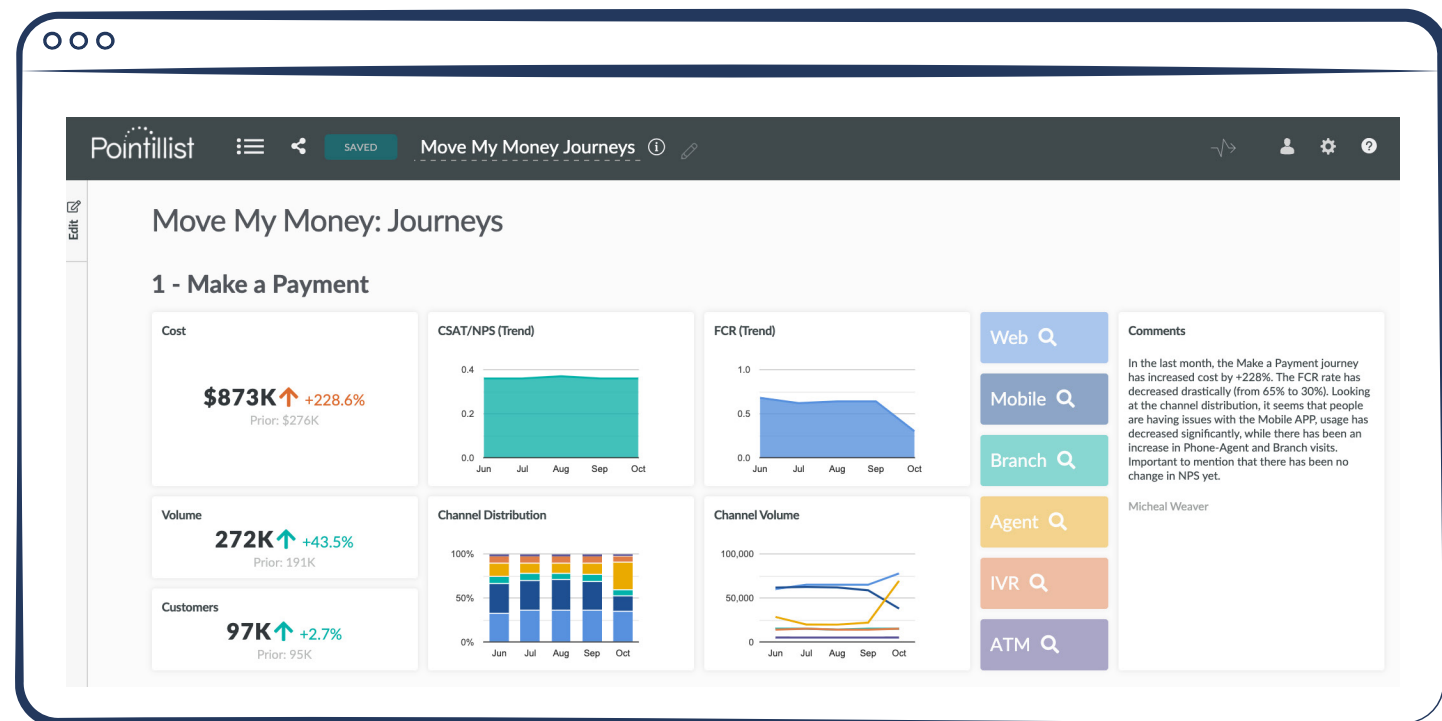 Pointillist
SAVED
Move My Money Journeys
Edit
Move My Money: Journeys
1 - Make a Payment
Cost
$873K +228.6%
Prior: $276K
CSAT/NPS (Trend)
0.4
0.2
0.0
Jun Jul Aug Sep Oct
FCR (Trend)
1.0
0.5
0.0
Jun Jul Aug Sep Oct
Web
Mobile
Branch
Agent
IVR
ATM
Comments
In the last month, the Make a Payment journey
has increased cost by +228%. The FCR rate has
decreased drastically (from 65% to 30%). Looking
at the channel distribution, it seems that people
are having issues with the Mobile APP, usage has
decreased significantly, while there has been an
increase in Phone-Agent and Branch visits.
Important to mention that there has been no
change in NPS yet.
Micheal Weaver
Volume
272K +43.5%
Prior: 191K
Customers
97K +2.7%
Prior: 95K
Channel Distribution
100%
50%
0%
Jun Jul Aug Sep Oct
Channel Volume
100,000
50,000
0
Jun Jul Aug Sep Oct